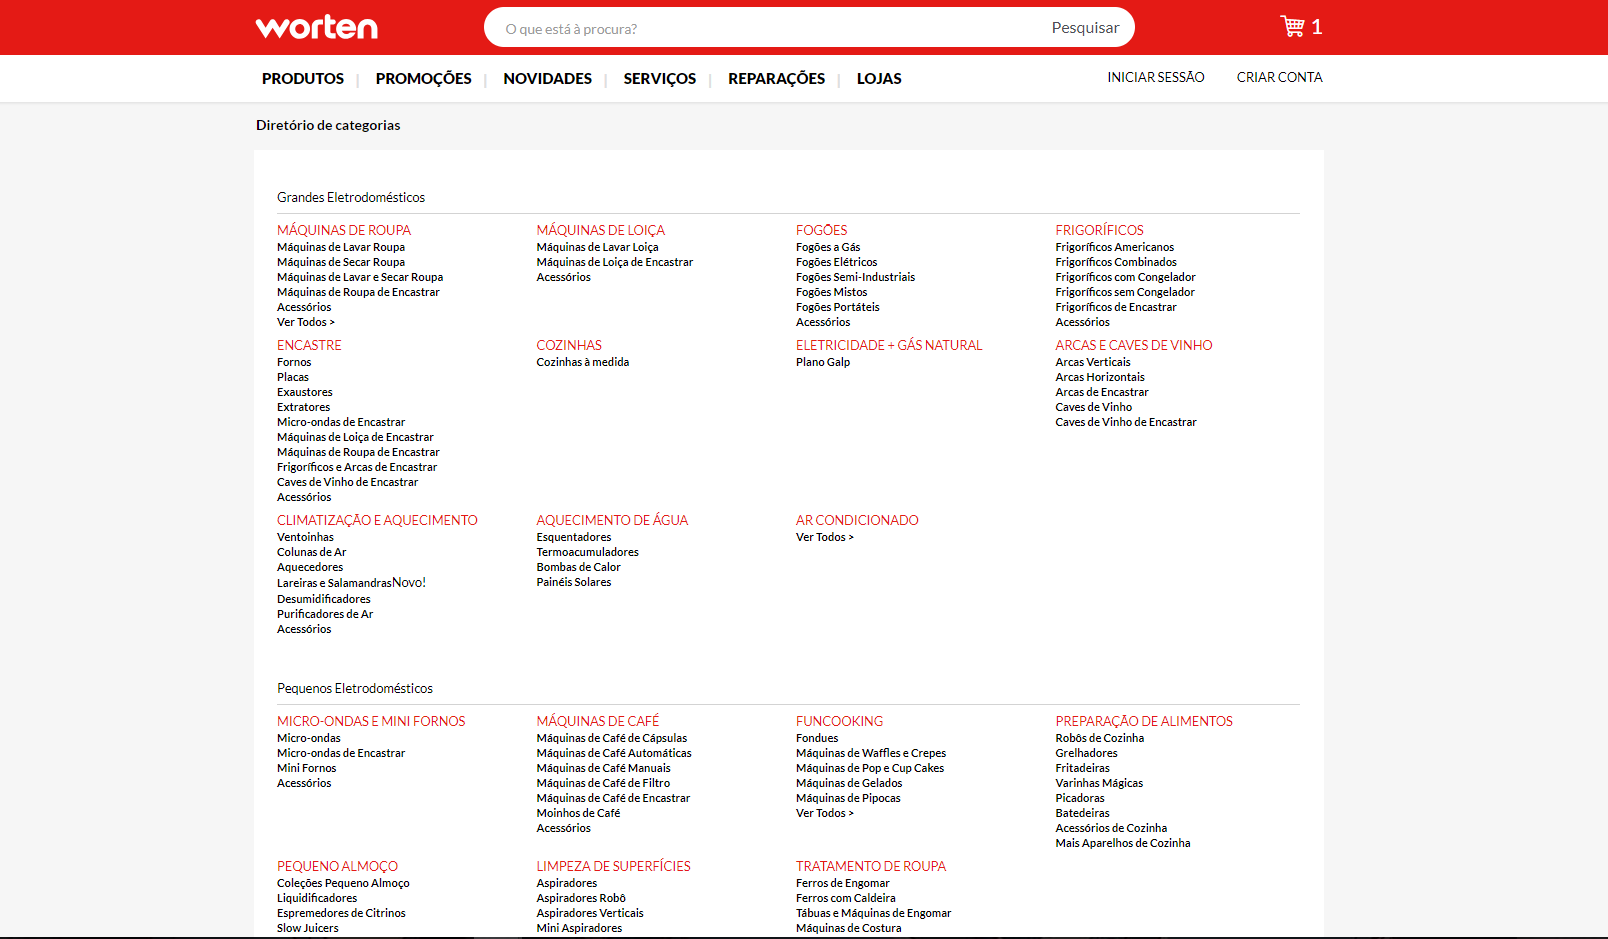 worten
O que está à procura?
Pesquisar
1
PRODUTOS | PROMOÇÕES | NOVIDADES | SERVIÇOS | REPARAÇÕES | LOJAS
INICIAR SESSÃO
CRIAR CONTA
Diretório de categorias
Grandes Eletrodomésticos
MÁQUINAS DE ROUPA
Máquinas de Lavar Roupa
Máquinas de Secar Roupa
Máquinas de Lavar e Secar Roupa
Máquinas de Roupa de Encastrar
Acessórios
Ver Todos >
MÁQUINAS DE LOIÇA
Máquinas de Lavar Loiça
Máquinas de Loiça de Encastrar
Acessórios
FOGÕES
Fogões a Gás
Fogões Elétricos
Fogões Semi-Industriais
Fogões Mistos
Fogões Portáteis
Acessórios
FRIGORÍFICOS
Frigoríficos Americanos
Frigoríficos Combinados
Frigoríficos com Congelador
Frigoríficos sem Congelador
Frigoríficos de Encastrar
Acessórios
ENCASTRE
Fornos
Placas
Exaustores
Extratores
Micro-ondas de Encastrar
Máquinas de Loiça de Encastrar
Máquinas de Roupa de Encastrar
Frigoríficos e Arcas de Encastrar
Caves de Vinho de Encastrar
Acessórios
COZINHAS
Cozinhas à medida
ELETRICIDADE + GÁS NATURAL
Plano Galp
ARCAS E CAVES DE VINHO
Arcas Verticais
Arcas Horizontais
Arcas de Encastrar
Caves de Vinho
Caves de Vinho de Encastrar
CLIMATIZAÇÃO E AQUECIMENTO
Ventoinhas
Colunas de Ar
Aquecedores
Lareiras e SalamandrasNovo!
Desumidificadores
Purificadores de Ar
Acessórios
AQUECIMENTO DE ÁGUA
Esquentadores
Termoacumuladores
Bombas de Calor
Painéis Solares
AR CONDICIONADO
Ver Todos >
Pequenos Eletrodomésticos
MICRO-ONDAS E MINI FORNOS
Micro-ondas
Micro-ondas de Encastrar
Mini Fornos
Acessórios
MÁQUINAS DE CAFÉ
Máquinas de Café de Cápsulas
Máquinas de Café Automáticas
Máquinas de Café Manuais
Máquinas de Café de Filtro
Máquinas de Café de Encastrar
Moinhos de Café
Acessórios
FUNCOOKING
Fondues
Máquinas de Waffles e Crepes
Máquinas de Pop e Cup Cakes
Máquinas de Gelados
Máquinas de Pipocas
Ver Todos >
PREPARAÇÃO DE ALIMENTOS
Robôs de Cozinha
Grelhadores
Fritadeiras
Varinhas Mágicas
Picadoras
Batedeiras
Acessórios de Cozinha
Mais Aparelhos de Cozinha
PEQUENO ALMOÇO
Coleções Pequeno Almoço
Liquidificadores
Espremedores de Citrinos
Slow Juicers
LIMPEZA DE SUPERFÍCIES
Aspiradores
Aspiradores Robô
Aspiradores Verticais
Mini Aspiradores
TRATAMENTO DE ROUPA
Ferros de Engomar
Ferros com Caldeira
Tábuas e Máquinas de Engomar
Máquinas de Costura